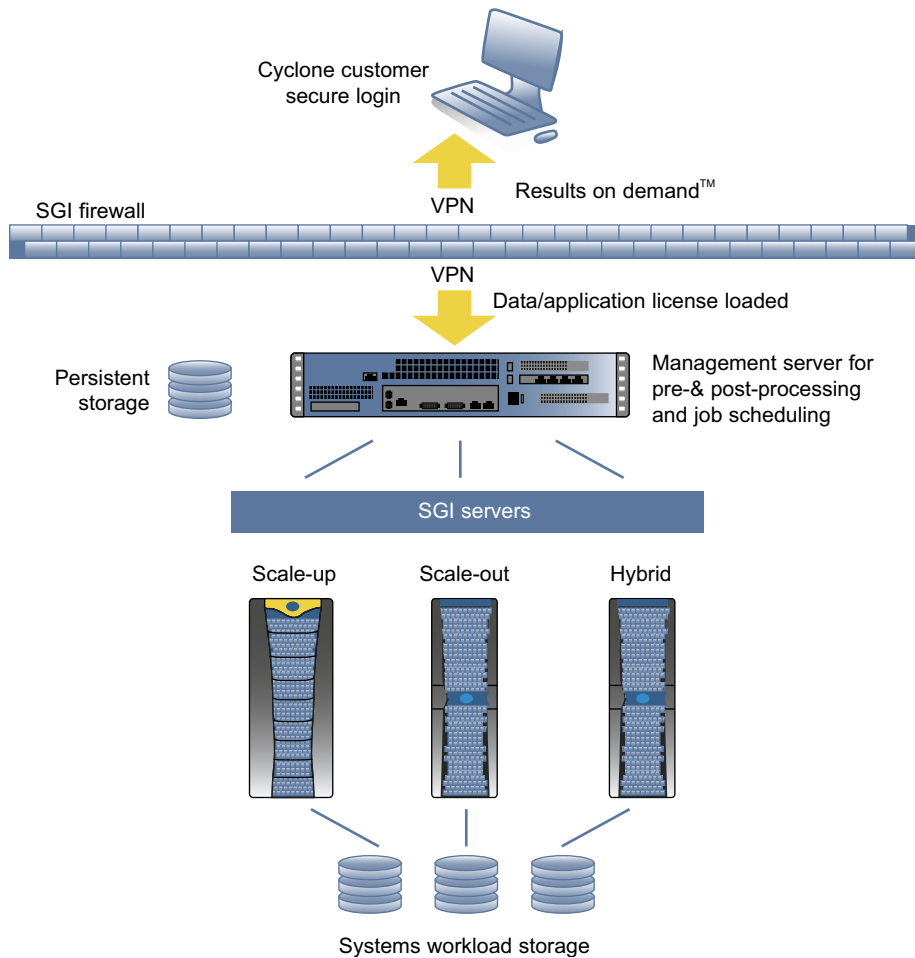 Cyclone customer
secure login
Results on demand™
VPN
SGI firewall
VPN
Data/application license loaded
Persistent
storage
Management server for
pre-& post-processing
and job scheduling
SGI servers
Scale-up
Scale-out
Hybrid
Systems workload storage